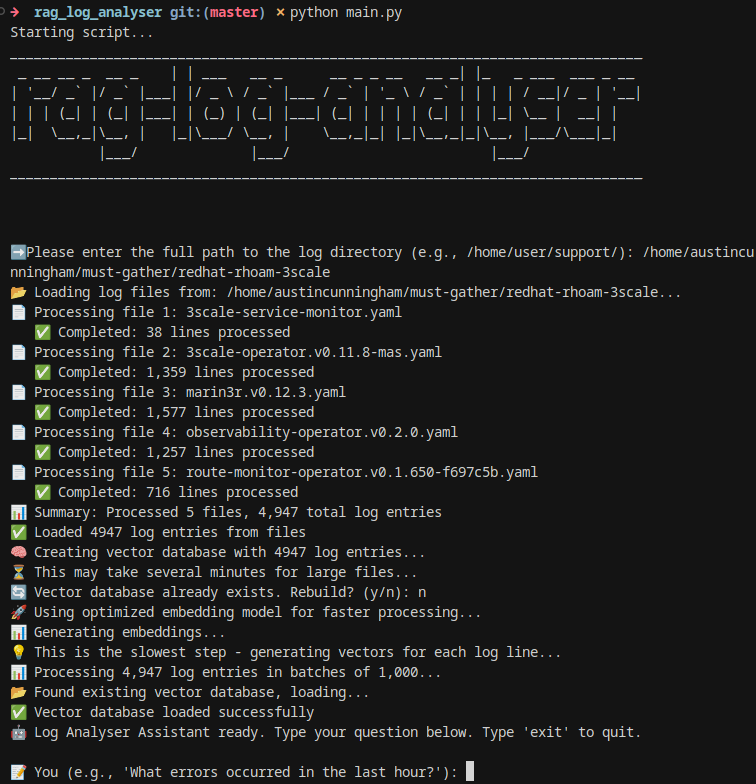 ➜ rag_log_analyser git:(master) ✗ python main.py
Starting script...
_______________________________________________________________________________
 _ __ __ _  __ _    | | ___   __ _      __ _ _ __   __ _| |_   _ ___  ___ _ __
| '__/ _` |/ _` |___| |/ _ \ / _` |___ / _` | '_ \ / _` | | | | / __|/ _ | '__|
| | | (_| | (_| |___| | (_) | (_| |___| (_| | | | | (_| | | |_| \__ |  __| |
|_|  \__,_|\__, |   |_|\___/ \__, |    \__,_|_| |_|\__,_|_|\__, |___/\___|_|
           |___/             |___/                         |___/
_______________________________________________________________________________
➡️Please enter the full path to the log directory (e.g., /home/user/support/): /home/austincu
nningham/must-gather/redhat-rhoam-3scale
📂 Loading log files from: /home/austincunningham/must-gather/redhat-rhoam-3scale...
📄 Processing file 1: 3scale-service-monitor.yaml
✅ Completed: 38 lines processed
📄 Processing file 2: 3scale-operator.v0.11.8-mas.yaml
✅ Completed: 1,359 lines processed
📄 Processing file 3: marin3r.v0.12.3.yaml
✅ Completed: 1,577 lines processed
📄 Processing file 4: observability-operator.v0.2.0.yaml
✅ Completed: 1,257 lines processed
📄 Processing file 5: route-monitor-operator.v0.1.650-f697c5b.yaml
✅ Completed: 716 lines processed
📊 Summary: Processed 5 files, 4,947 total log entries
✅ Loaded 4947 log entries from files
🧠 Creating vector database with 4947 log entries...
⏳ This may take several minutes for large files...
🔄 Vector database already exists. Rebuild? (y/n): n
🚀 Using optimized embedding model for faster processing...
📊 Generating embeddings...
💡 This is the slowest step - generating vectors for each log line...
📊 Processing 4,947 log entries in batches of 1,000...
📂 Found existing vector database, loading...
✅ Vector database loaded successfully
🤖 Log Analyser Assistant ready. Type your question below. Type 'exit' to quit.
📝 You (e.g., 'What errors occurred in the last hour?'):